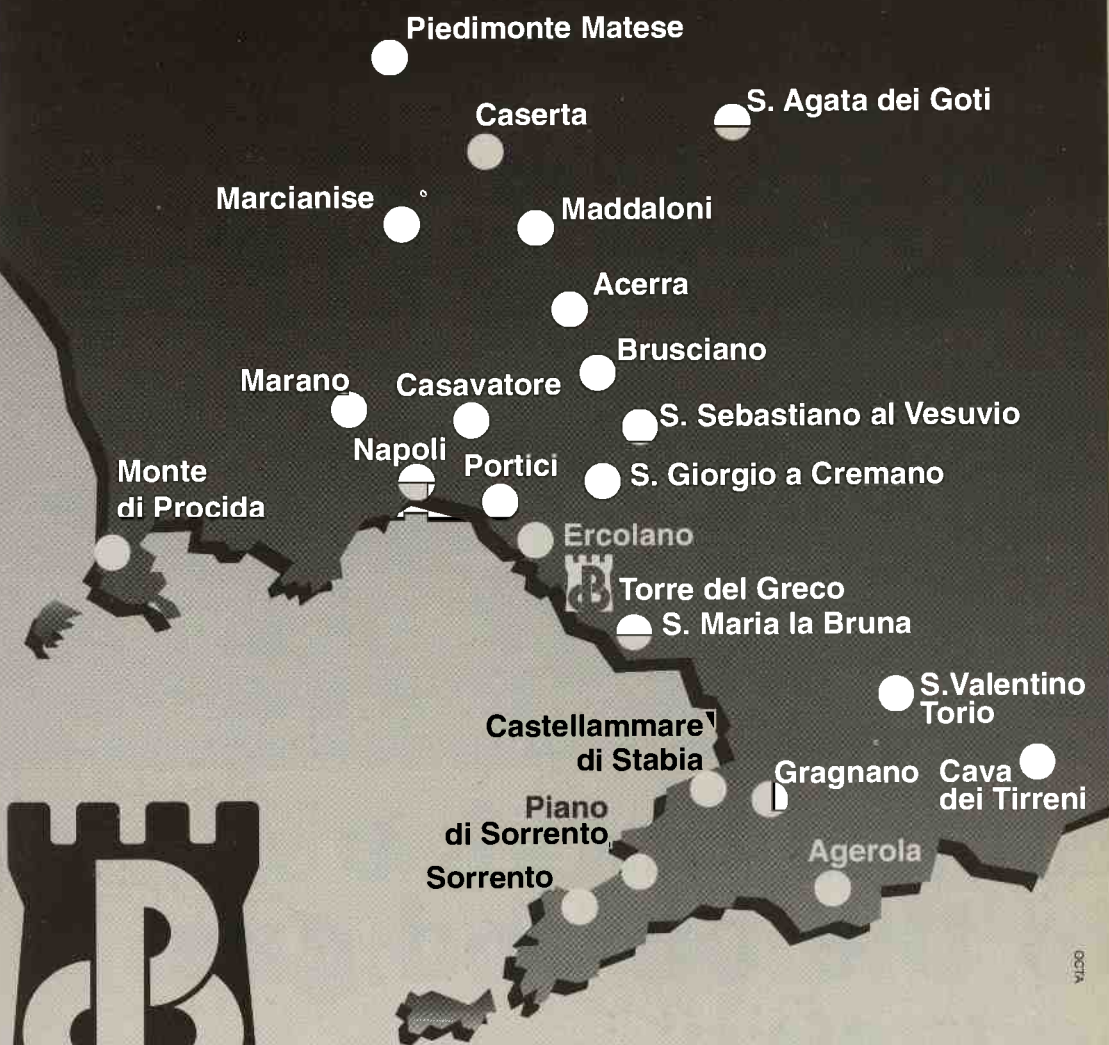 Piedimonte Matese
S. Agata dei Goti
Caserta
Marcianise
Maddaloni
Acerra
Brusciano
Marano
Casavatore
S. Sebastiano al Vesuvio
Napoli
Portici
S. Giorgio a Cremano
Monte
di Procida
Ercolano
Torre del Greco
S. Maria la Bruna
S.Valentino
Torio
Castellammare
di Stabia
Gragnano
Cava
dei Tirreni
Piano
di Sorrento
Agerola
Sorrento
OCTA